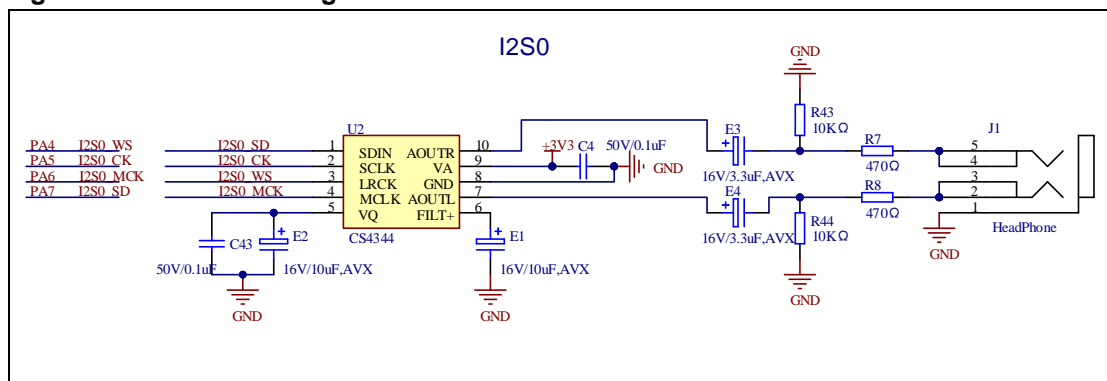 I2S0
GND
R43
10KΩ
E3
16V/3.3uF,AVX
R7
470Ω
J1
5
4
3
2
1
HeadPhone
U2
PA4 I2S0_WS
PA5 I2S0_CK
PA6 I2S0_MCK
PA7 I2S0_SD
I2S0_SD 1 SDIN AOUTR 10
I2S0_CK 2 SCLK VA 9
I2S0_WS 3 LRCK GND 8
I2S0_MCK 4 MCLK AOUTL 7
5 VQ FILT+ 6
CS4344
+3V3 C4 50V/0.1uF
GND
E4
16V/3.3uF,AVX
R8
470Ω
R44
10KΩ
GND
GND
C43
50V/0.1uF
E2
16V/10uF,AVX
GND
E1
16V/10uF,AVX
GND